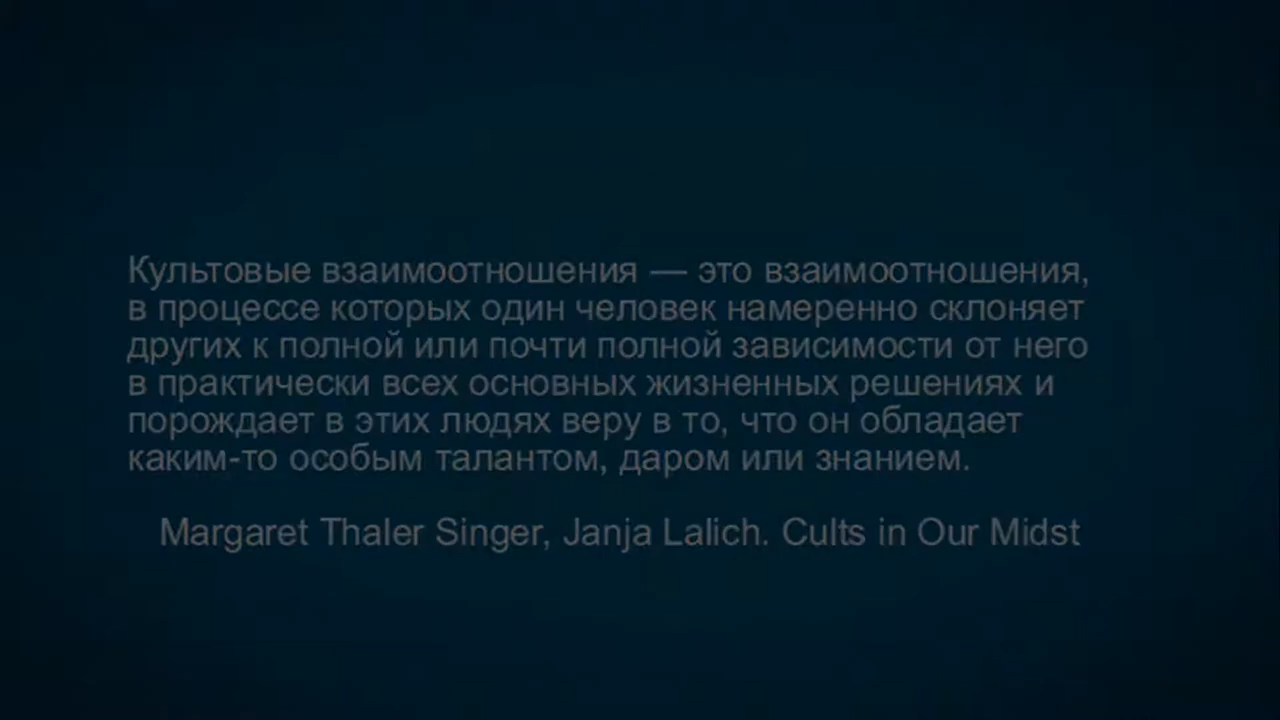 Культовые взаимоотношения — это взаимоотношения,
в процессе которых один человек намеренно склоняет
других к полной или почти полной зависимости от него
в практически всех основных жизненных решениях и
порождает в этих людях веру в то, что он обладает
каким-то особым талантом, даром или знанием.
Margaret Thaler Singer, Janja Lalich. Cults in Our Midst